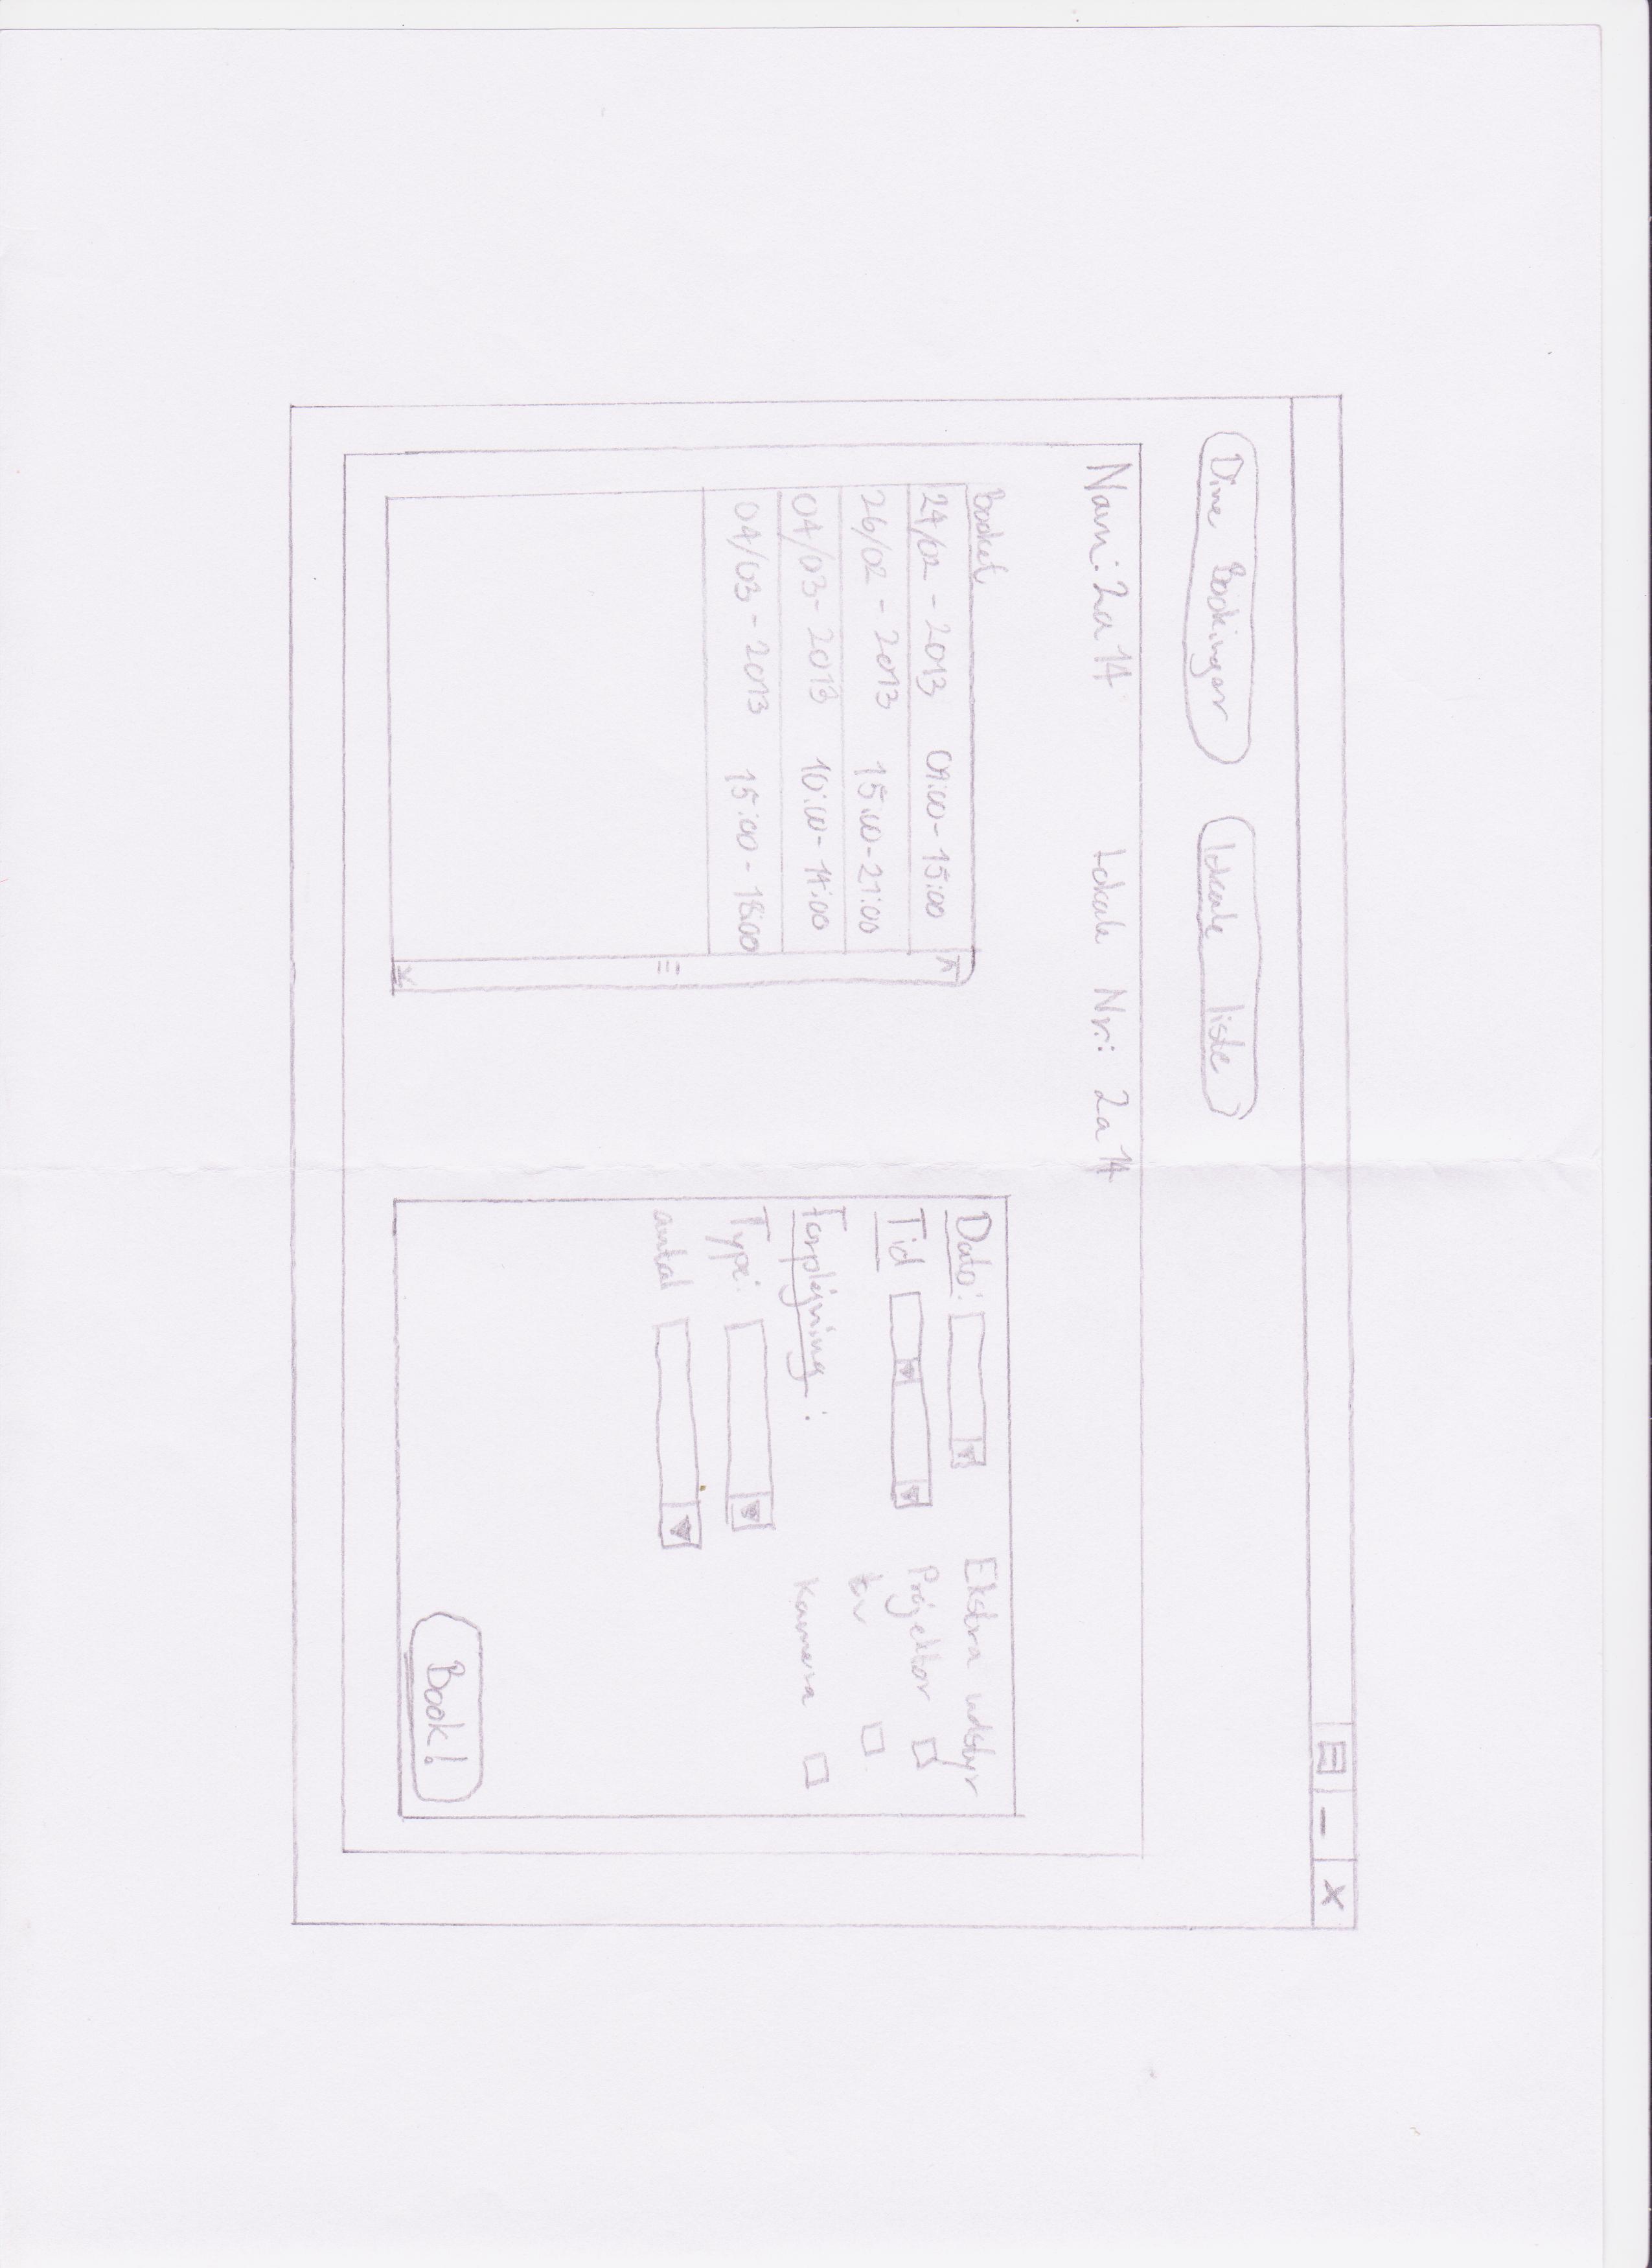 Dine Bookinger Lokale liste
Navn: 2a14 Lokale Nr: 2a14
Booket
24/02 - 2013 09:00 - 15:00
26/02 - 2013 15:00 - 21:00
04/03 - 2013 10:00 - 14:00
04/03 - 2013 15:00 - 18:00
Dato: Ekstra udstyr
Tid Projektor
tv
Forplejning: Kamera
Type:
antal
Book!